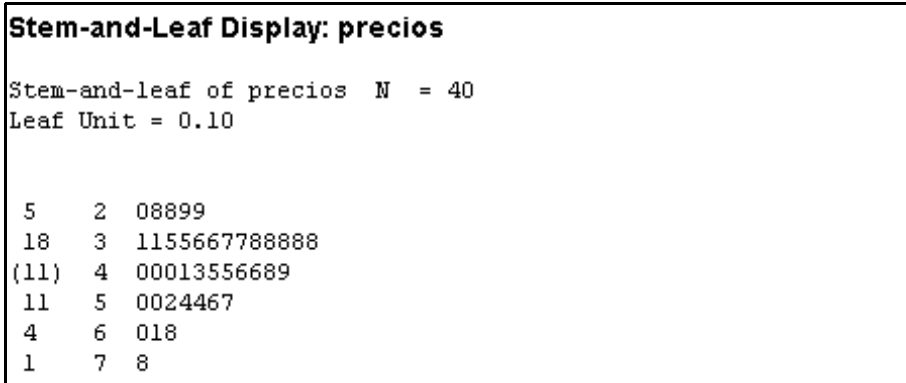 Stem-and-Leaf Display: precios
Stem-and-leaf of precios N = 40
Leaf Unit = 0.10
5 2 08899
18 3 1155667788888
(11) 4 00013556689
11 5 0024467
4 6 018
1 7 8